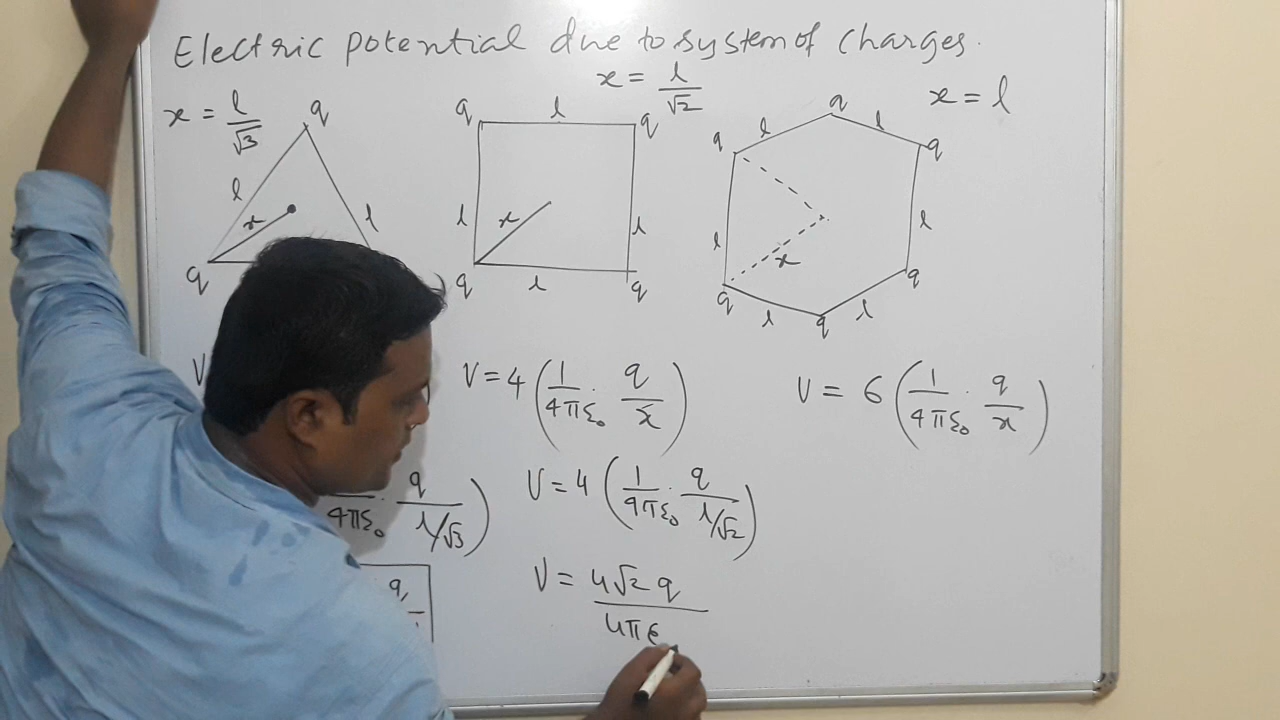 Electric potential due to system of charges.
x = l/√3
x = l/√2
x = l
q
l
l
x
q
q
l
q
l
x
l
q
l
q
q
l
q
l
q
l
l
x
q
l
q
l
q
V
V = 4 (1/4πε₀ · q/x)
V = 6 (1/4πε₀ · q/x)
4πε₀ · q/l/√3)
V = 4 (1/4πε₀ · q/l/√2)
q
V = 4√2 q/4πε